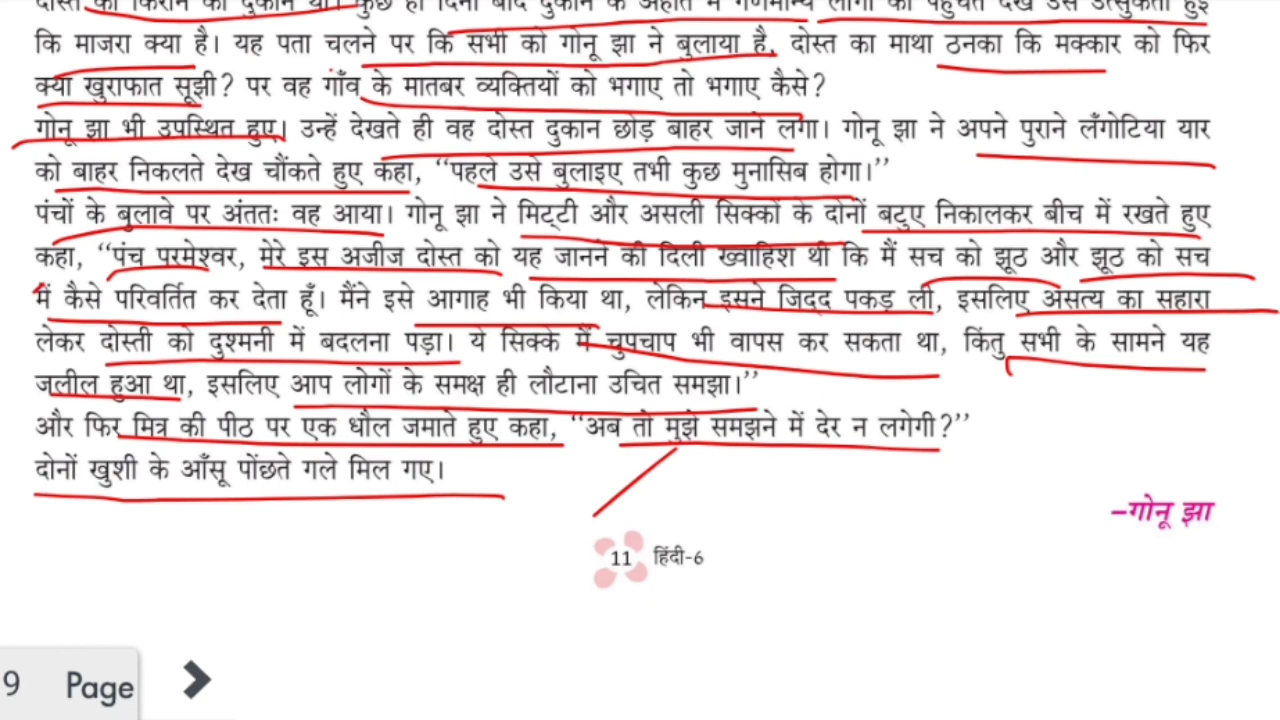 दोस्त की किराने की दुकान थी। कुछ ही दिनों बाद दुकान के अहाते में गणमान्य लोगों को पहुँचते देख उसे उत्सुकता हुई
कि माजरा क्या है। यह पता चलने पर कि सभी को गोनू झा ने बुलाया है, दोस्त का माथा ठनका कि मक्कार को फिर
क्या खुराफात सूझी? पर वह गाँव के मातबर व्यक्तियों को भगाए तो भगाए कैसे?
गोनू झा भी उपस्थित हुए। उन्हें देखते ही वह दोस्त दुकान छोड़ बाहर जाने लगा। गोनू झा ने अपने पुराने लँगोटिया यार
को बाहर निकलते देख चौंकते हुए कहा, ‘‘पहले उसे बुलाइए तभी कुछ मुनासिब होगा।’’
पंचों के बुलावे पर अंततः वह आया। गोनू झा ने मिट्टी और असली सिक्कों के दोनों बटुए निकालकर बीच में रखते हुए
कहा, ‘‘पंच परमेश्वर, मेरे इस अजीज दोस्त को यह जानने की दिली ख्वाहिश थी कि मैं सच को झूठ और झूठ को सच
में कैसे परिवर्तित कर देता हूँ। मैंने इसे आगाह भी किया था, लेकिन इसने जिद्द पकड़ ली, इसलिए असत्य का सहारा
लेकर दोस्ती को दुश्मनी में बदलना पड़ा। ये सिक्के मैं चुपचाप भी वापस कर सकता था, किंतु सभी के सामने यह
जलील हुआ था, इसलिए आप लोगों के समक्ष ही लौटाना उचित समझा।’’
और फिर मित्र की पीठ पर एक धौल जमाते हुए कहा, ‘‘अब तो मुझे समझने में देर न लगेगी?’’
दोनों खुशी के आँसू पोंछते गले मिल गए।
–गोनू झा
11 हिंदी-6
9 Page